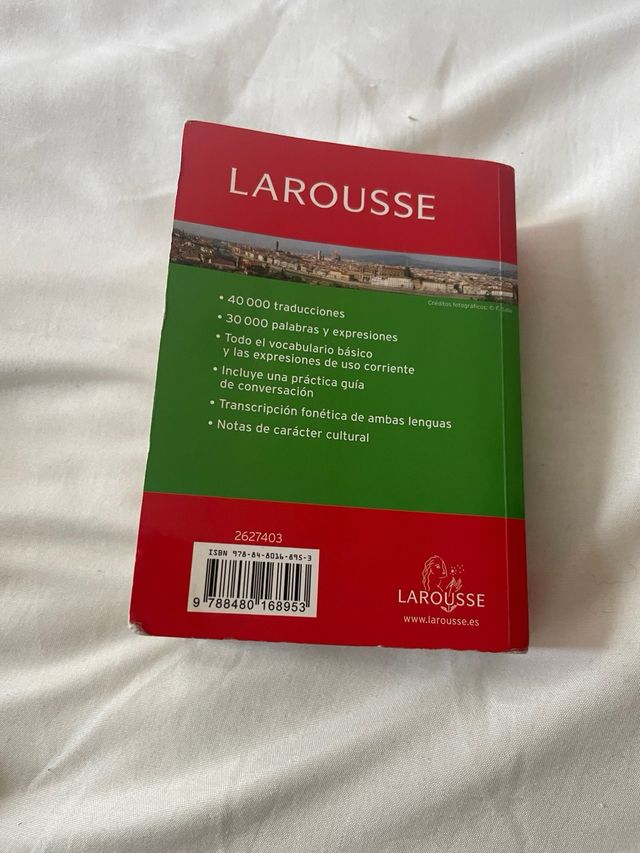 LAROUSSE
Créditos fotográficos: ©
• 40 000 traducciones
• 30 000 palabras y expresiones
• Todo el vocabulario básico
y las expresiones de uso corriente
• Incluye una práctica guía
de conversación
• Transcripción fonética de ambas lenguas
• Notas de carácter cultural
2627403
ISBN 978-84-8016-895-3
9 788480 168953
LAROUSSE
www.larousse.es